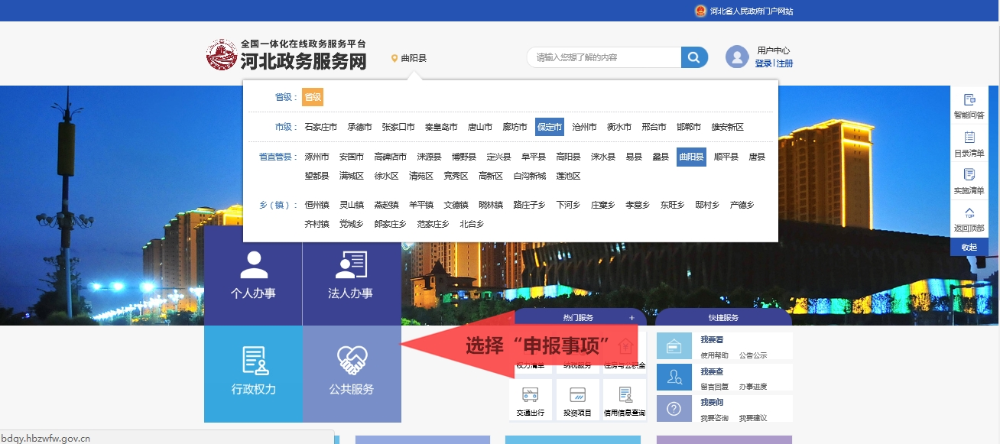 河北省人民政府门户网站
全国一体化在线政务服务平台
河北政务服务网
曲阳县
请输入您想了解的内容
用户中心
登录|注册
省级： 省级
市级： 石家庄市 承德市 张家口市 秦皇岛市 唐山市 廊坊市 保定市 沧州市 衡水市 邢台市 邯郸市 雄安新区
省直管县： 涿州市 安国市 高碑店市 涞源县 博野县 定兴县 阜平县 高阳县 涞水县 易县 蠡县 曲阳县 顺平县 唐县
望都县 满城区 徐水区 清苑区 竞秀区 高新区 白沟新城 莲池区
乡（镇）： 恒州镇 灵山镇 燕赵镇 羊平镇 文德镇 晓林镇 路庄子乡 下河乡 庄窠乡 孝墓乡 东旺乡 邸村乡 产德乡
齐村镇 党城乡 郎家庄乡 范家庄乡 北台乡
智能问答
目录清单
实施清单
TOP
返回顶部
收起
个人办事
法人办事
行政权力
公共服务
选择“申报事项”
热门服务 +
权力清单 纳税服务 住房与公积金
交通出行 投资项目 信用信息查询
快捷服务
我要看
使用帮助 公告公示
我要查
留言回复 办事进度
我要问
我要咨询 我要建议
bdqy.hbzwfw.gov.cn